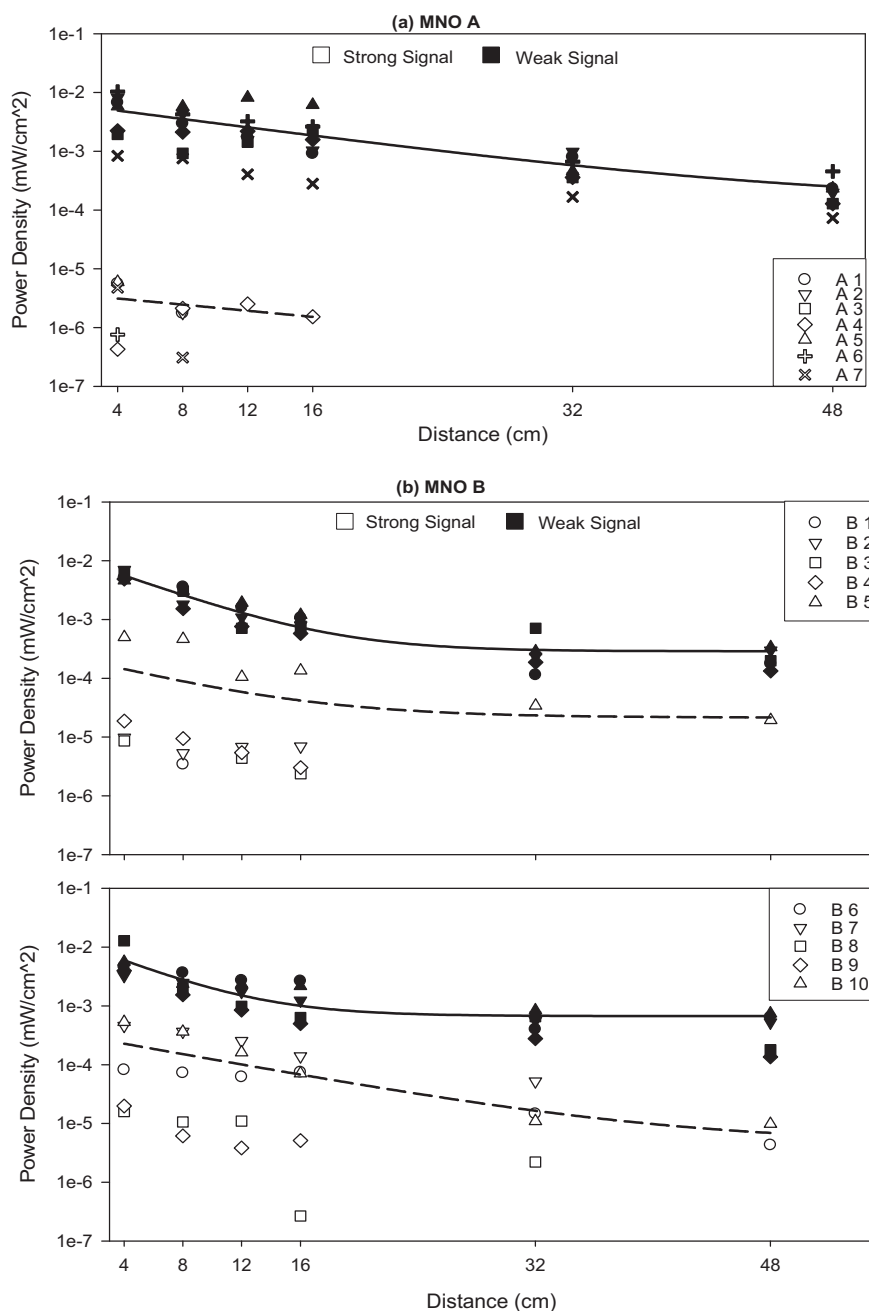 (a) MNO A
Strong Signal Weak Signal
Power Density (mW/cm^2)
1e-1
1e-2
1e-3
1e-4
1e-5
1e-6
1e-7
A 1
A 2
A 3
A 4
A 5
A 6
A 7
4 8 12 16 32 48
Distance (cm)
(b) MNO B
Strong Signal Weak Signal
Power Density (mW/cm^2)
1e-1
1e-2
1e-3
1e-4
1e-5
1e-6
1e-7
B 1
B 2
B 3
B 4
B 5
Power Density (mW/cm^2)
1e-1
1e-2
1e-3
1e-4
1e-5
1e-6
1e-7
B 6
B 7
B 8
B 9
B 10
4 8 12 16 32 48
Distance (cm)